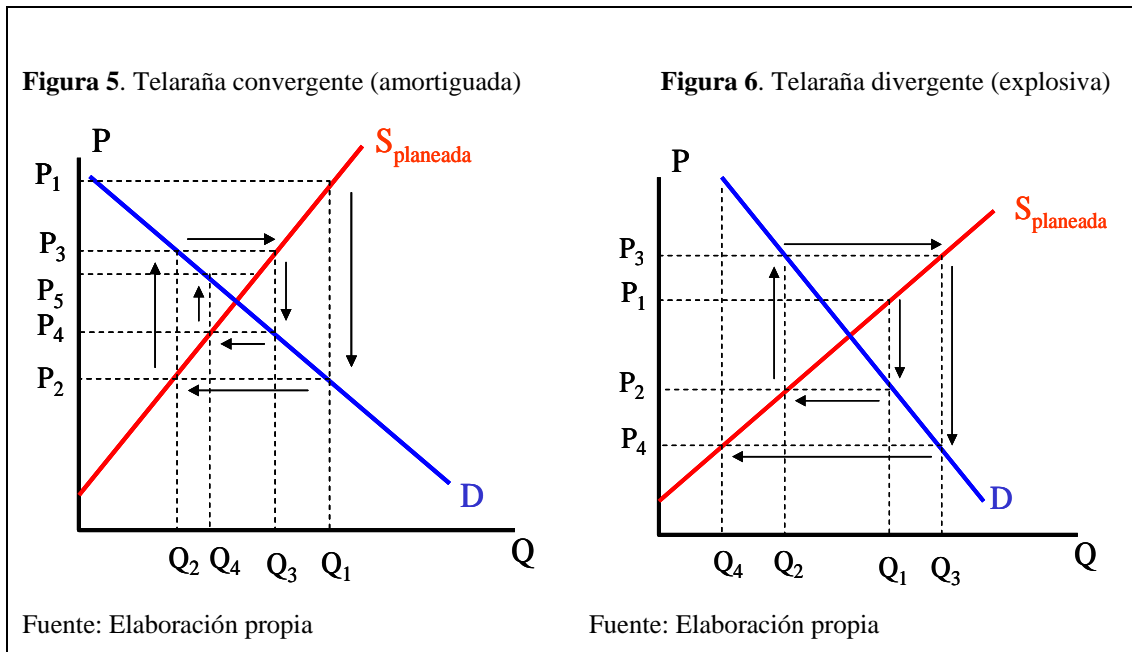 Figura 5. Telaraña convergente (amortiguada)
P
S planeada
P1
P3
P5
P4
P2
D
Q2 Q4 Q3 Q1
Q
Fuente: Elaboración propia
Figura 6. Telaraña divergente (explosiva)
P
S planeada
P3
P1
P2
P4
D
Q4 Q2 Q1 Q3
Q
Fuente: Elaboración propia